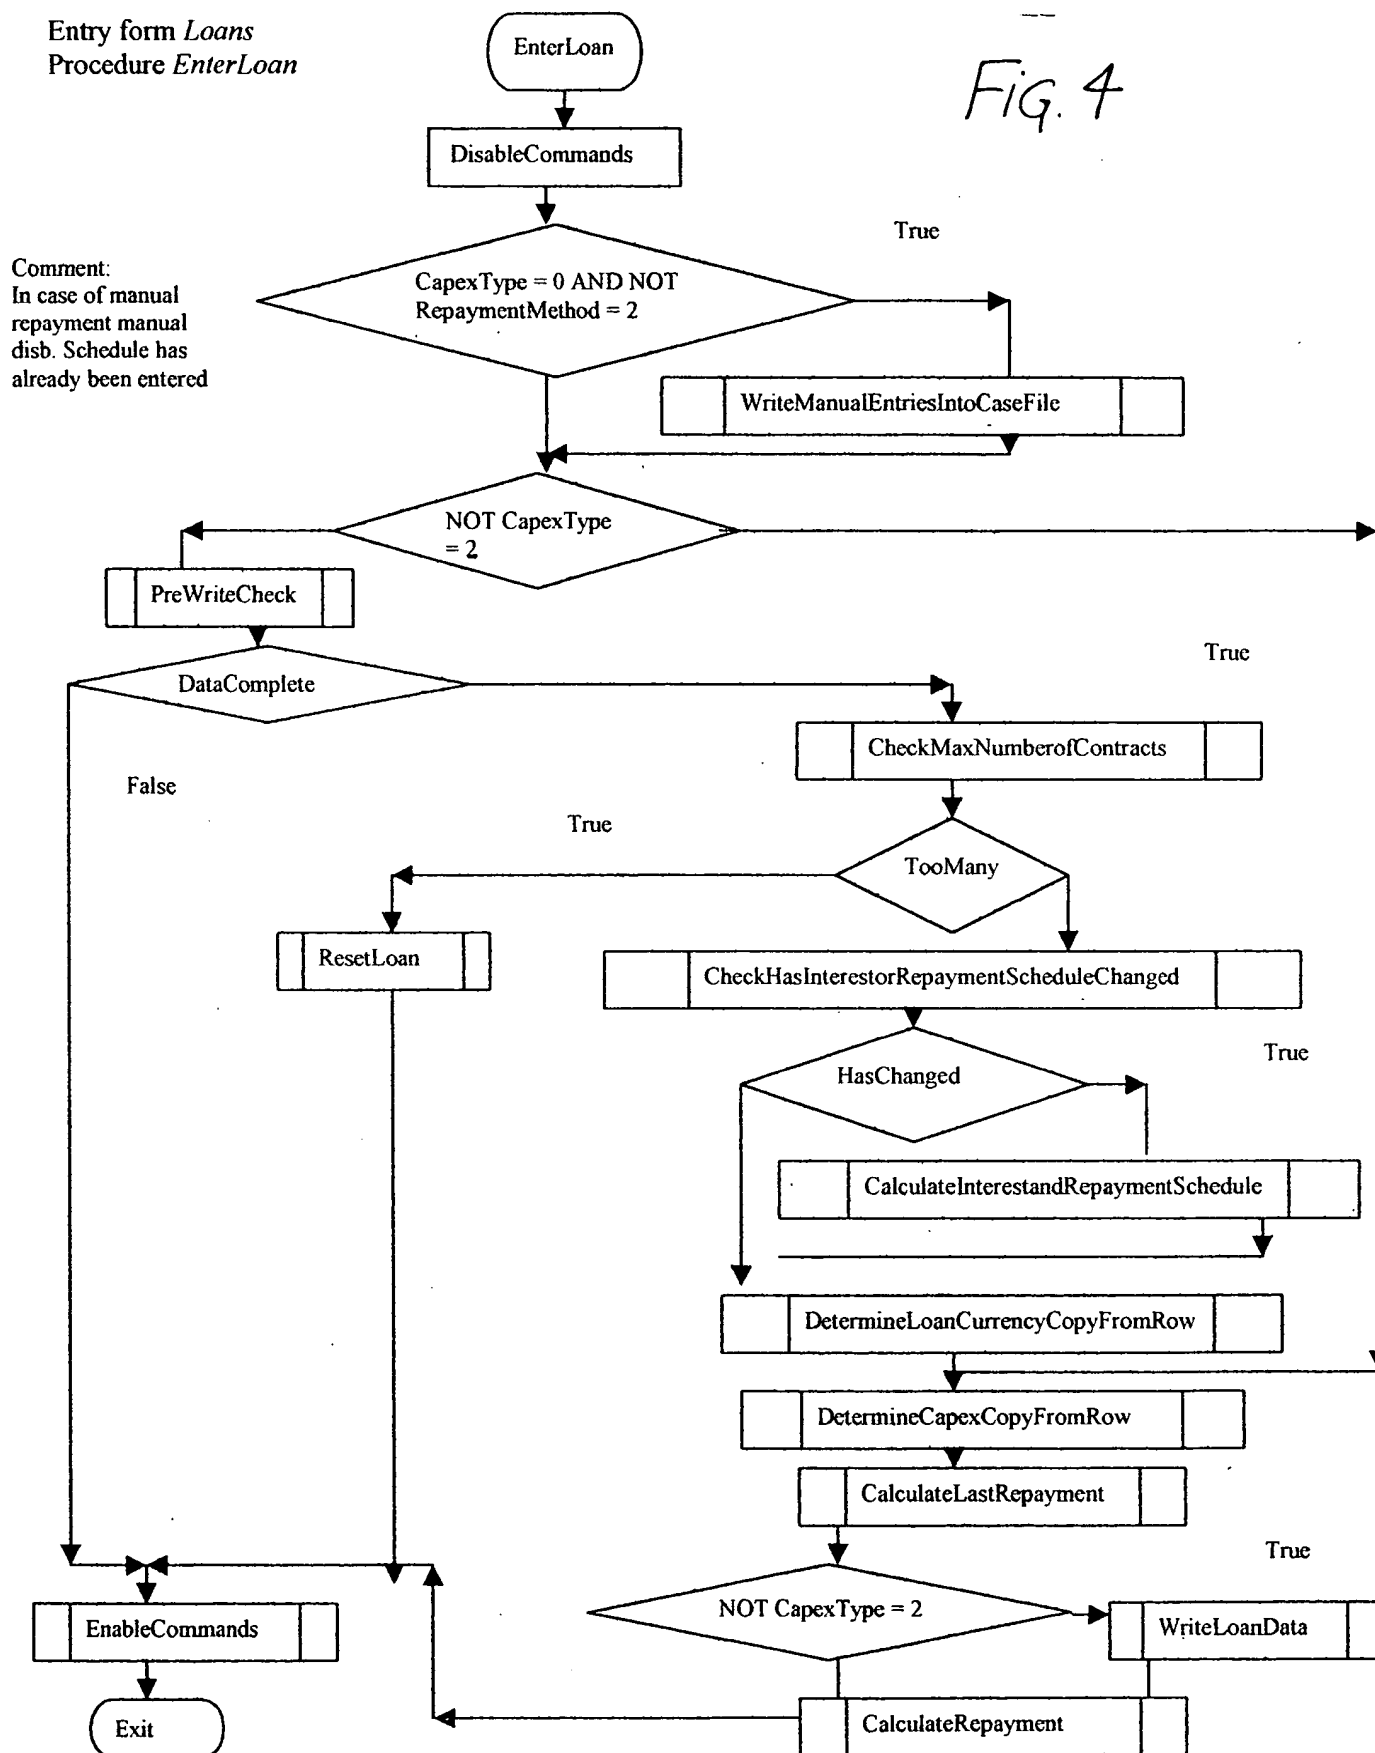 Entry form Loans
Procedure EnterLoan
EnterLoan
FIG. 4
DisableCommands
True
Comment:
In case of manual
repayment manual
disb. Schedule has
already been entered
CapexType = 0 AND NOT
RepaymentMethod = 2
WriteManualEntriesIntoCaseFile
NOT CapexType
= 2
PreWriteCheck
True
DataComplete
CheckMaxNumberofContracts
False
True
TooMany
ResetLoan
CheckHasInterestorRepaymentScheduleChanged
True
HasChanged
CalculateInterestandRepaymentSchedule
DetermineLoanCurrencyCopyFromRow
DetermineCapexCopyFromRow
CalculateLastRepayment
True
NOT CapexType = 2
WriteLoanData
EnableCommands
CalculateRepayment
Exit